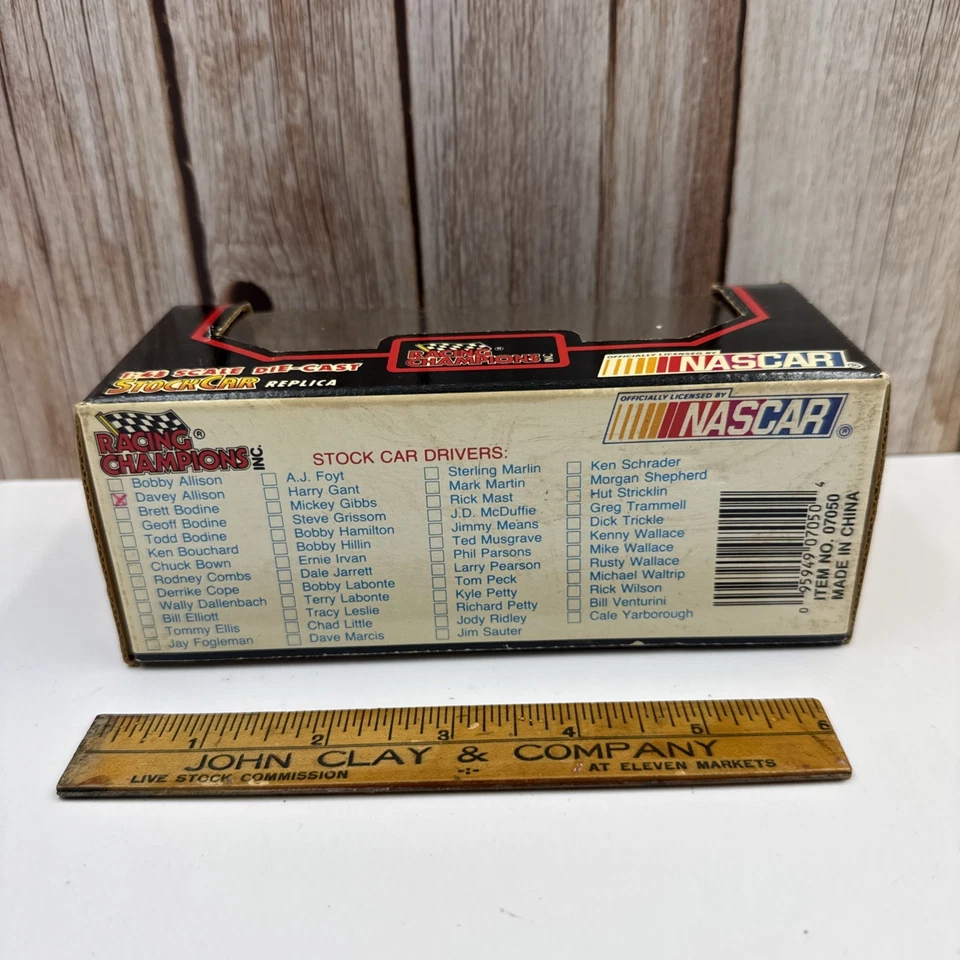 1:43 SCALE DIE-CAST
STOCK CAR REPLICA
RACING ®
CHAMPIONS INC
OFFICIALLY LICENSED BY
NASCAR ®
RACING ®
CHAMPIONS INC.
OFFICIALLY LICENSED BY
NASCAR ®
STOCK CAR DRIVERS:
Bobby Allison
Davey Allison
Brett Bodine
Geoff Bodine
Todd Bodine
Ken Bouchard
Chuck Bown
Rodney Combs
Derrike Cope
Wally Dallenbach
Bill Elliott
Tommy Ellis
Jay Fogleman
A.J. Foyt
Harry Gant
Mickey Gibbs
Steve Grissom
Bobby Hamilton
Bobby Hillin
Ernie Irvan
Dale Jarrett
Bobby Labonte
Terry Labonte
Tracy Leslie
Chad Little
Dave Marcis
Sterling Marlin
Mark Martin
Rick Mast
J.D. McDuffie
Jimmy Means
Ted Musgrave
Phil Parsons
Larry Pearson
Tom Peck
Kyle Petty
Richard Petty
Jody Ridley
Jim Sauter
Ken Schrader
Morgan Shepherd
Hut Stricklin
Greg Trammell
Dick Trickle
Kenny Wallace
Mike Wallace
Rusty Wallace
Michael Waltrip
Rick Wilson
Bill Venturini
Cale Yarborough
0 95949 07050 4
ITEM NO. 07050
MADE IN CHINA
1 2 3 4 5 6
JOHN CLAY & COMPANY
LIVE STOCK COMMISSION -:- AT ELEVEN MARKETS